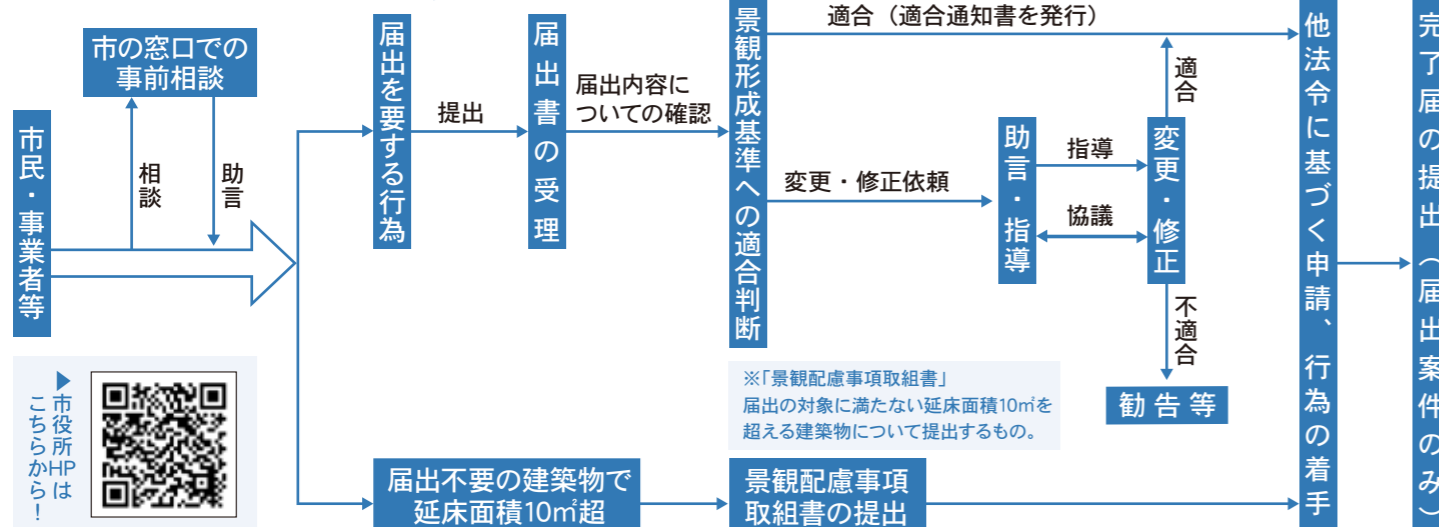 市の窓口での
事前相談
市民・事業者等
相談
助言
届出を要する行為
提出
届出書の受理
届出内容に
ついての確認
景観形成基準への適合判断
適合（適合通知書を発行）
変更・修正依頼
助言・指導
指導
協議
変更・修正
適合
不適合
勧告等
他法令に基づく申請、行為の着手
完了届の提出（届出案件のみ）
※「景観配慮事項取組書」
届出の対象に満たない延床面積10㎡を
超える建築物について提出するもの。
▶市役所HPは
こちらから！
届出不要の建築物で
延床面積10㎡超
景観配慮事項
取組書の提出